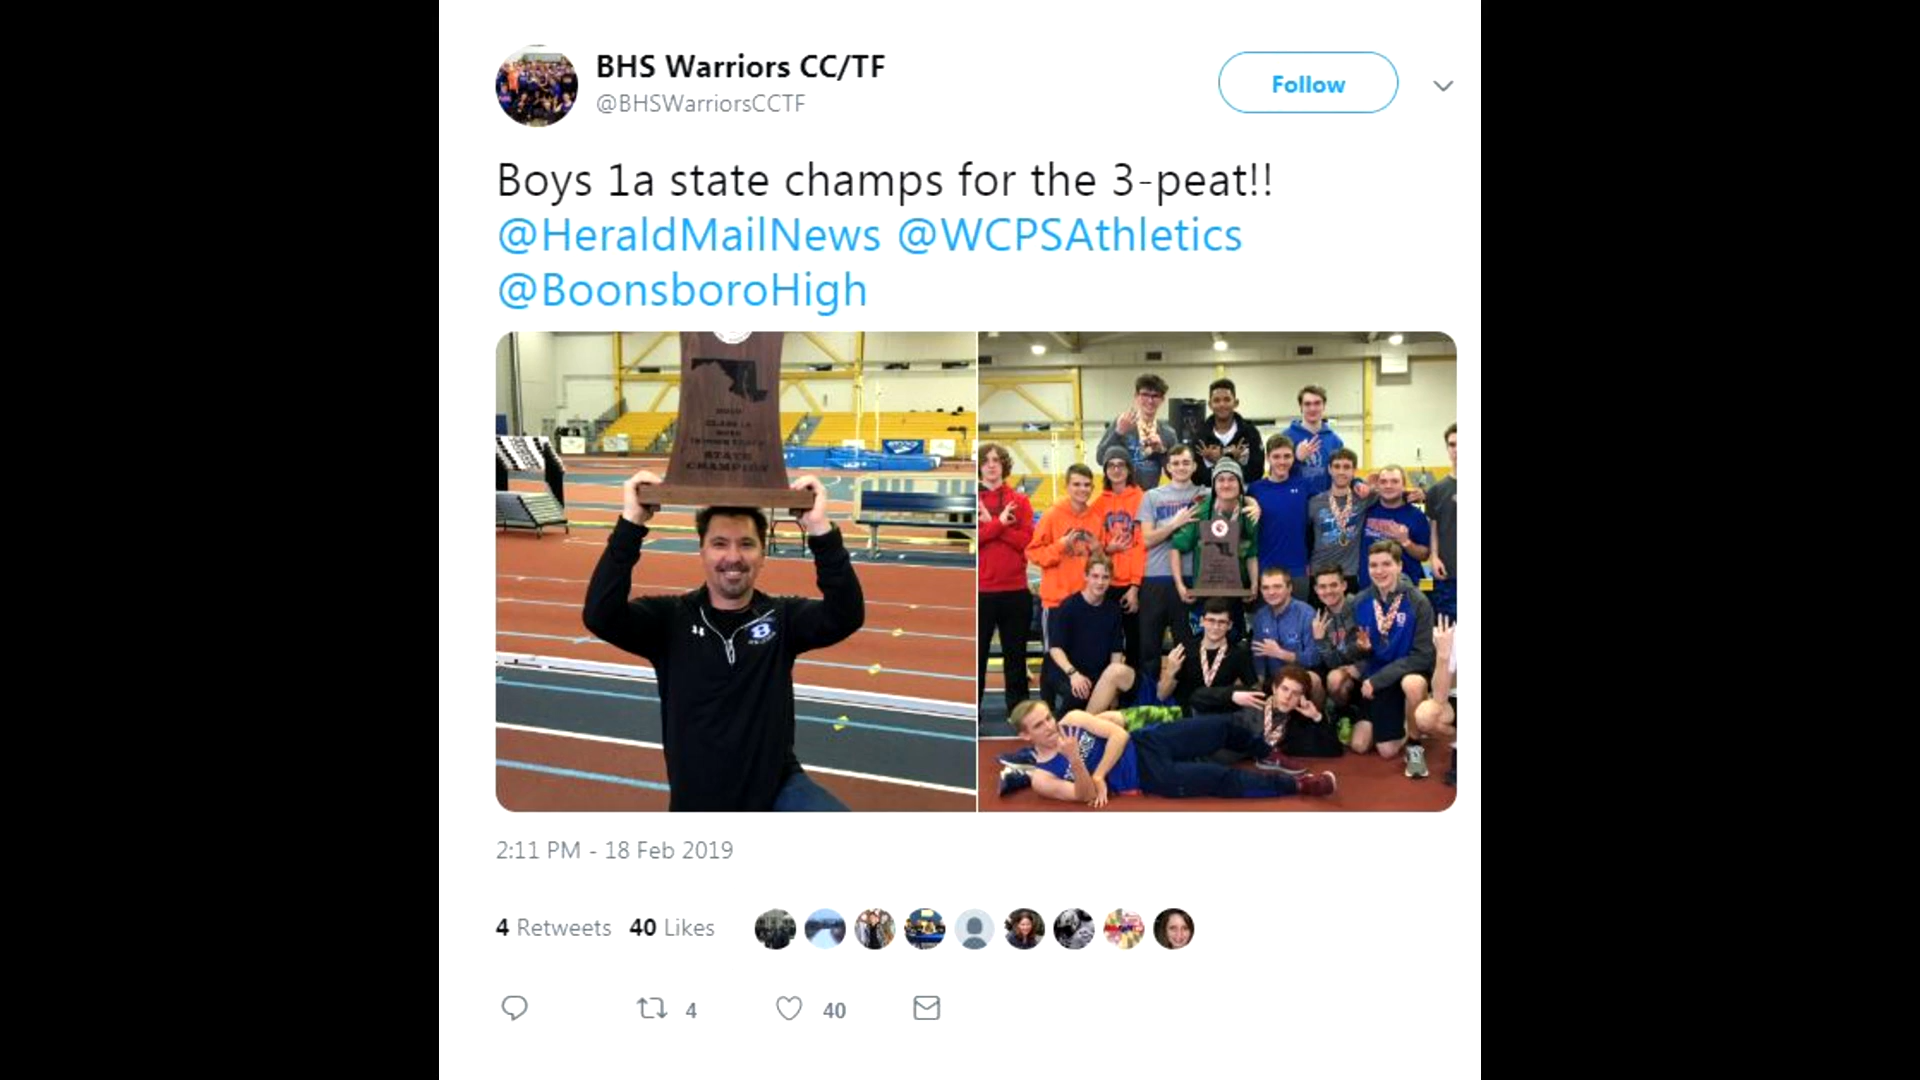 BHS Warriors CC/TF
@BHSWarriorsCCTF
Follow
Boys 1a state champs for the 3-peat!!
@HeraldMailNews @WCPSAthletics
@BoonsboroHigh
STATE
CHAMPION
B
2:11 PM - 18 Feb 2019
4 Retweets 40 Likes
4 40